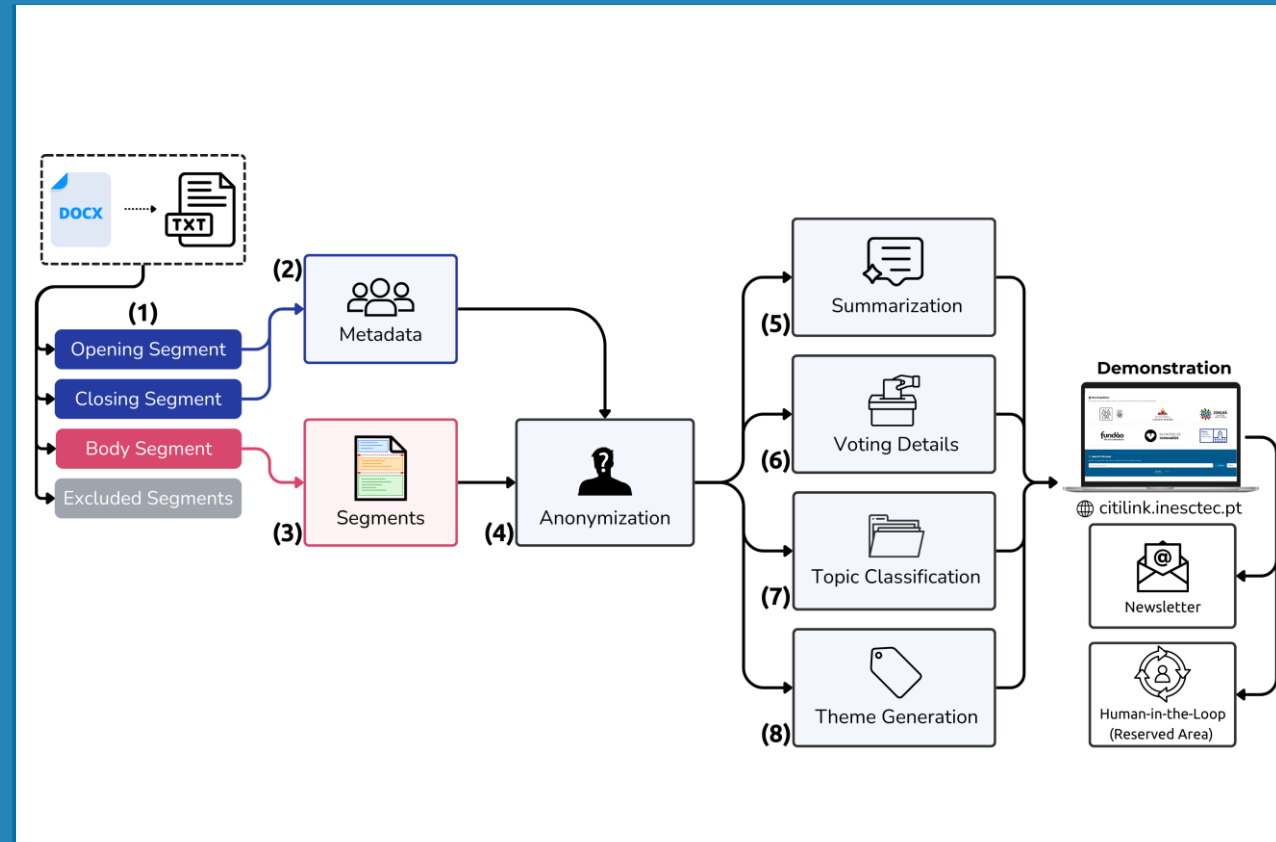 DOCX
TXT
(1)
Opening Segment
Closing Segment
Body Segment
Excluded Segments
(2)
Metadata
(3)
Segments
(4)
?
Anonymization
(5)
Summarization
(6)
Voting Details
(7)
Topic Classification
(8)
Theme Generation
Demonstration
fundão
citilink.inesctec.pt
@
Newsletter
Human-in-the-Loop
(Reserved Area)